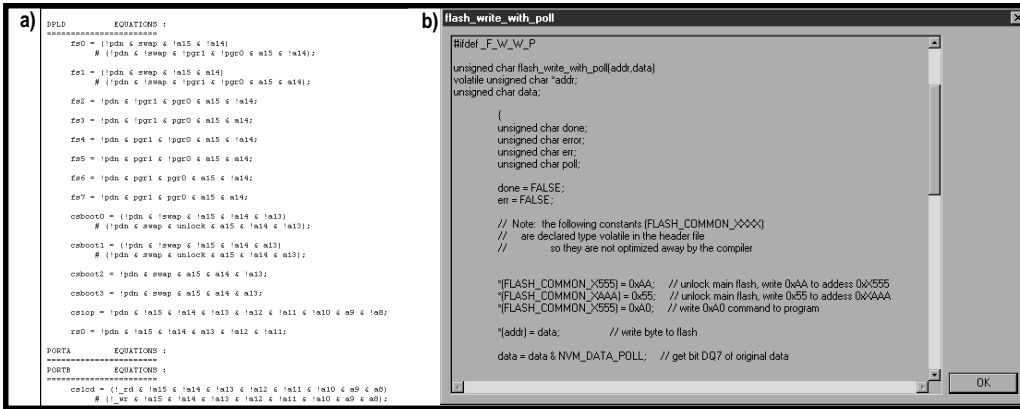 a)
DPLD EQUATIONS :
=======================
fs0 = (!pdn & swap & !a15 & !a14)
# (!pdn & !swap & !pgr1 & !pgr0 & a15 & !a14);
fs1 = (!pdn & swap & !a15 & a14)
# (!pdn & !swap & !pgr1 & !pgr0 & a15 & a14);
fs2 = !pdn & !pgr1 & pgr0 & a15 & !a14;
fs3 = !pdn & !pgr1 & pgr0 & a15 & a14;
fs4 = !pdn & pgr1 & !pgr0 & a15 & !a14;
fs5 = !pdn & pgr1 & !pgr0 & a15 & a14;
fs6 = !pdn & pgr1 & pgr0 & a15 & !a14;
fs7 = !pdn & pgr1 & pgr0 & a15 & a14;
csboot0 = (!pdn & !swap & !a15 & !a14 & !a13)
# (!pdn & swap & unlock & a15 & !a14 & !a13);
csboot1 = (!pdn & !swap & !a15 & !a14 & a13)
# (!pdn & swap & unlock & a15 & !a14 & a13);
csboot2 = !pdn & swap & a15 & a14 & !a13;
csboot3 = !pdn & swap & a15 & a14 & a13;
csiop = !pdn & !a15 & !a14 & !a13 & !a12 & !a11 & !a10 & a9 & !a8;
rs0 = !pdn & !a15 & !a14 & a13 & !a12 & !a11;
PORTA EQUATIONS :
=======================
PORTB EQUATIONS :
=======================
cslcd = (!_rd & !a15 & !a14 & !a13 & !a12 & !a11 & !a10 & a9 & a8)
# (!_wr & !a15 & !a14 & !a13 & !a12 & !a11 & !a10 & a9 & a8);
b)
flash_write_with_poll
#ifdef _F_W_W_P
unsigned char flash_write_with_poll(addr,data)
volatile unsigned char *addr;
unsigned char data;
{
unsigned char done;
unsigned char error;
unsigned char err;
unsigned char poll;
done = FALSE;
err = FALSE;
// Note: the following constants (FLASH_COMMON_XXXX)
// are declared type volatile in the header file
// so they are not optimized away by the compiler
*(FLASH_COMMON_X555) = 0xAA; // unlock main flash, write 0xAA to addess 0xX555
*(FLASH_COMMON_XAAA) = 0x55; // unlock main flash, write 0x55 to addess 0xXAAA
*(FLASH_COMMON_X555) = 0xA0; // write 0xA0 command to program
*(addr) = data; // write byte to flash
data = data & NVM_DATA_POLL; // get bit DQ7 of original data
OK